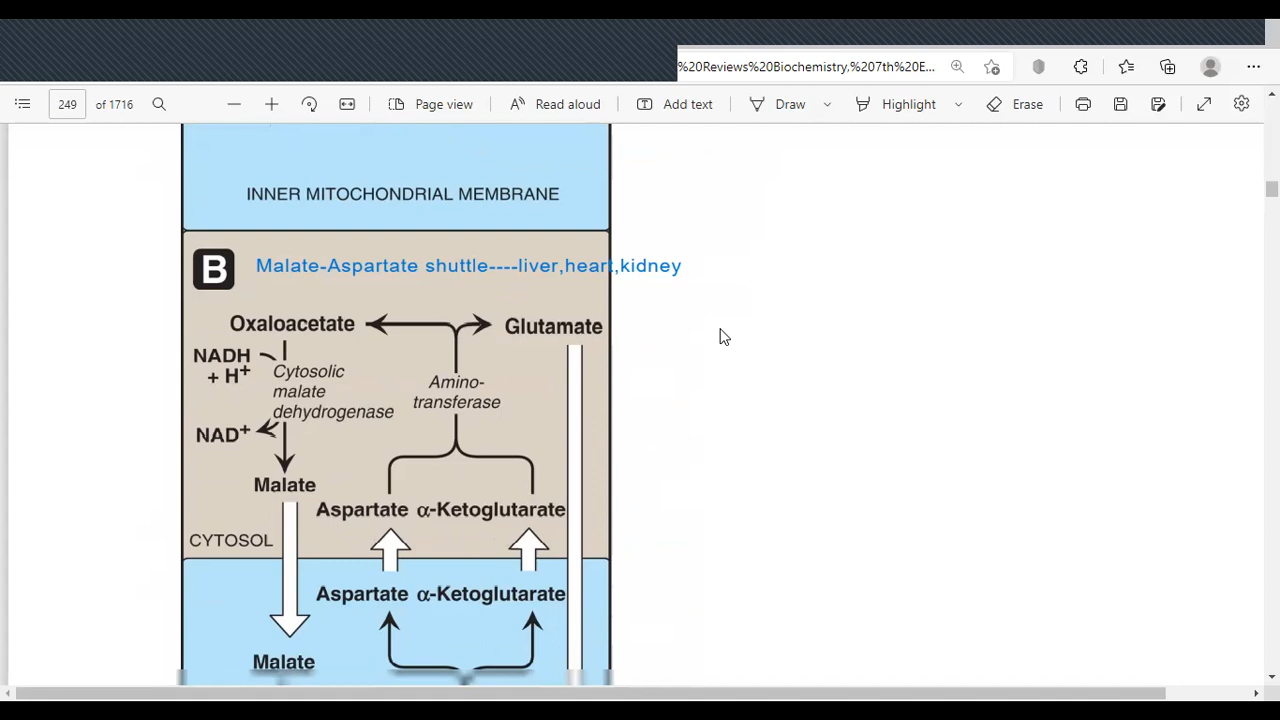 %20Reviews%20Biochemistry,%207th%20E...
249 of 1716
Page view
Read aloud
Add text
Draw
Highlight
Erase
INNER MITOCHONDRIAL MEMBRANE
B Malate-Aspartate shuttle----liver,heart,kidney
Oxaloacetate
Glutamate
NADH
+ H+
Cytosolic
malate
dehydrogenase
Amino-
transferase
NAD+
Malate
Aspartate α-Ketoglutarate
CYTOSOL
Aspartate α-Ketoglutarate
Malate